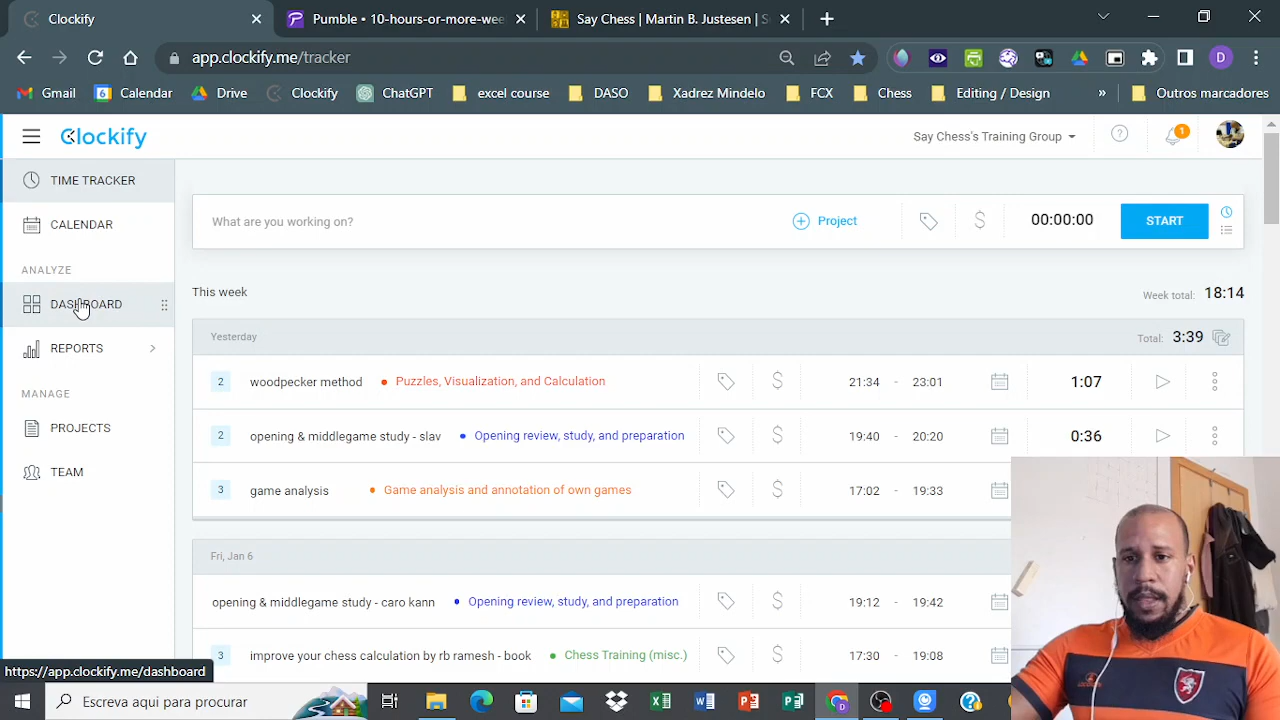 Clockify
Pumble • 10-hours-or-more-wee
Say Chess | Martin B. Justesen | S
app.clockify.me/tracker
D
Gmail
6
Calendar
Drive
Clockify
ChatGPT
excel course
DASO
Xadrez Mindelo
FCX
Chess
Editing / Design
»
Outros marcadores
Clockify
Say Chess's Training Group
?
1
TIME TRACKER
What are you working on?
Project
$
00:00:00
START
CALENDAR
ANALYZE
DASHBOARD
REPORTS
MANAGE
PROJECTS
TEAM
This week
Week total: 18:14
Yesterday
Total: 3:39
2 woodpecker method • Puzzles, Visualization, and Calculation $ 21:34 - 23:01 1:07
2 opening & middlegame study - slav • Opening review, study, and preparation $ 19:40 - 20:20 0:36
3 game analysis • Game analysis and annotation of own games $ 17:02 - 19:33
Fri, Jan 6
opening & middlegame study - caro kann • Opening review, study, and preparation $ 19:12 - 19:42
3 improve your chess calculation by rb ramesh - book • Chess Training (misc.) $ 17:30 - 19:08
https://app.clockify.me/dashboard
Escreva aqui para procurar